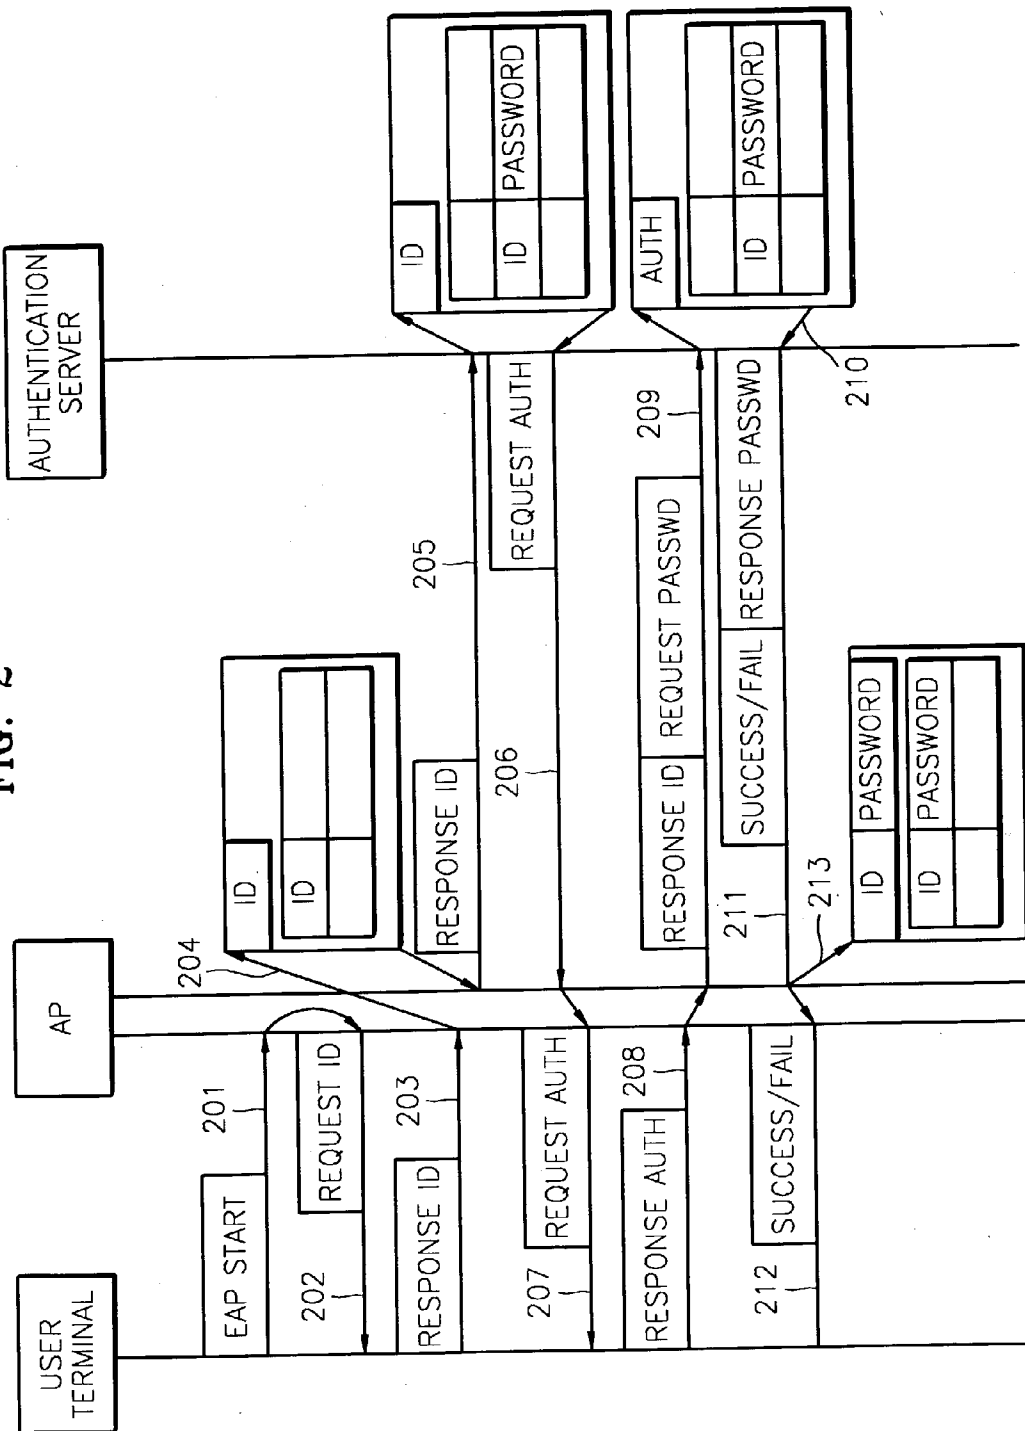 FIG. 2
USER
TERMINAL
AP
AUTHENTICATION
SERVER
EAP START
201
REQUEST ID
202
RESPONSE ID
203
204
ID
ID
RESPONSE ID
205
ID
ID PASSWORD
REQUEST AUTH
206
REQUEST AUTH
207
RESPONSE AUTH
208
RESPONSE ID REQUEST PASSWD
209
AUTH
ID PASSWORD
210
SUCCESS/FAIL RESPONSE PASSWD
211
SUCCESS/FAIL
212
213
ID PASSWORD
ID PASSWORD